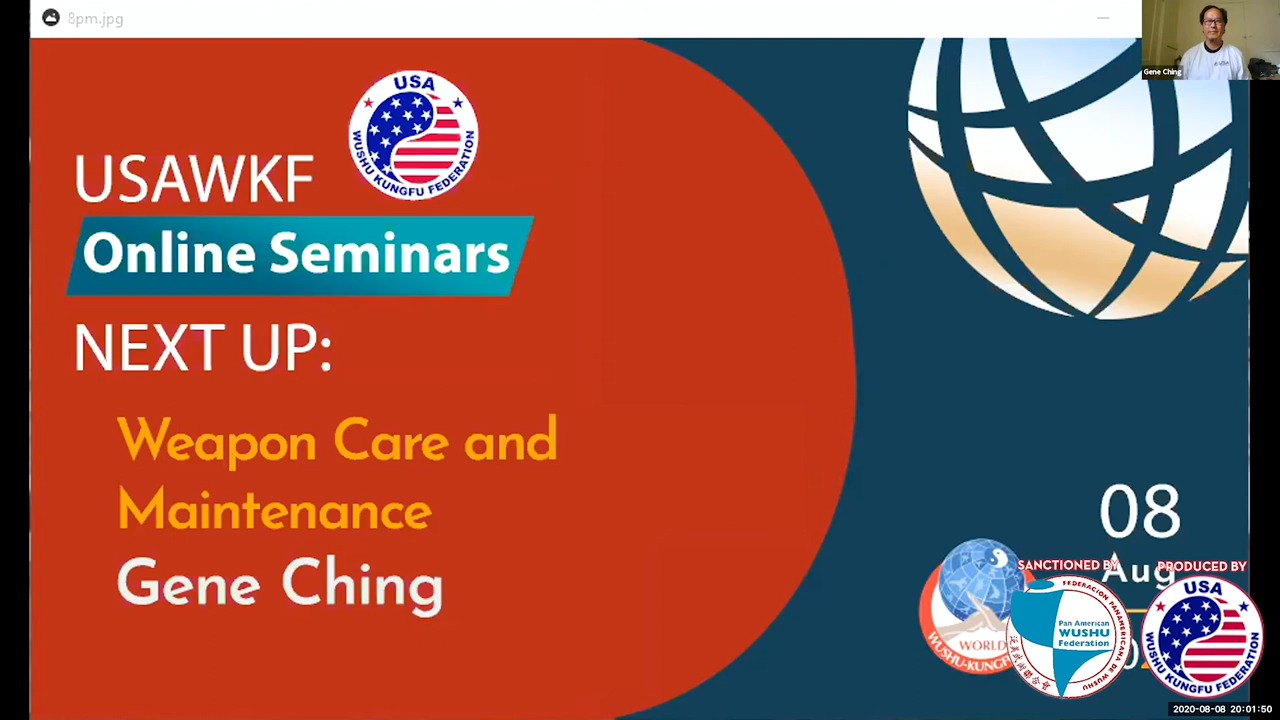 8pm.jpg
Gene Ching
USA
WUSHU KUNGFU FEDERATION
USAWKF
Online Seminars
NEXT UP:
Weapon Care and
Maintenance
Gene Ching
08
Aug
SANCTIONED BY
PRODUCED BY
WORLD
WUSHU-KUNGF
FEDERACION PANAMERICANA DE WUSHU
Pan American
WUSHU
Federation
USA
WUSHU KUNGFU FEDERATION
2020-08-08 20:01:50